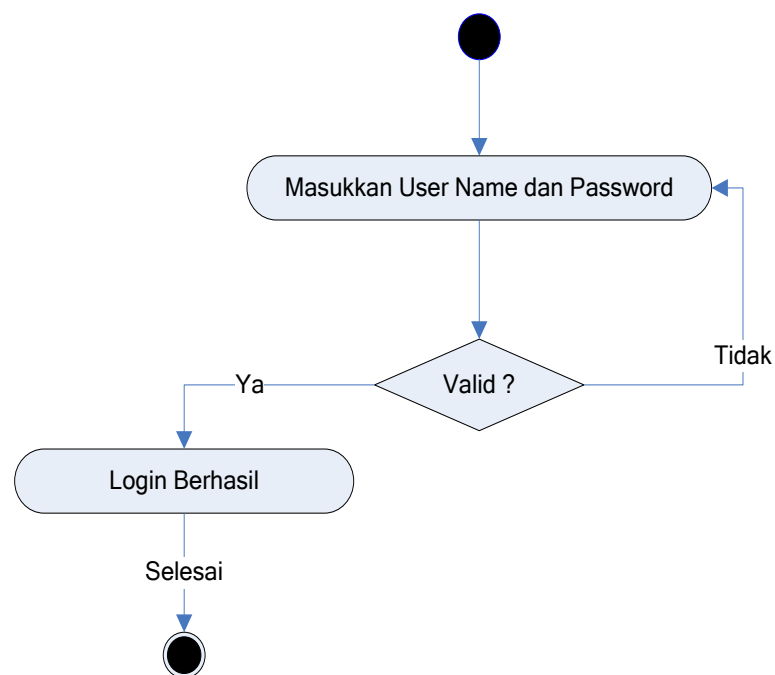 Masukkan User Name dan Password
Valid ?
Tidak
Ya
Login Berhasil
Selesai